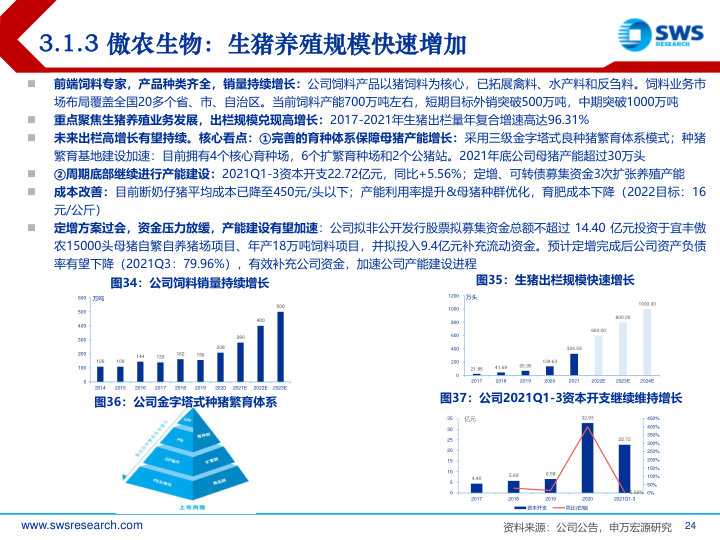 3.1.3 傲农生物：生猪养殖规模快速增加
SWS
RESEARCH
前端饲料专家，产品种类齐全，销量持续增长：公司饲料产品以猪饲料为核心，已拓展禽料、水产料和反刍料。饲料业务市
场布局覆盖全国20多个省、市、自治区。当前饲料产能700万吨左右，短期目标外销突破500万吨，中期突破1000万吨
重点聚焦生猪养殖业务发展，出栏规模兑现高增长：2017-2021年生猪出栏量年复合增速高达96.31%
未来出栏高增长有望持续。核心看点：①完善的育种体系保障母猪产能增长：采用三级金字塔式良种猪繁育体系模式；种猪
繁育基地建设加速：目前拥有4个核心育种场，6个扩繁育种场和2个公猪站。2021年底公司母猪产能超过30万头
②周期底部继续进行产能建设：2021Q1-3资本开支22.72亿元，同比+5.56%；定增、可转债募集资金3次扩张养殖产能
成本改善：目前断奶仔猪平均成本已降至450元/头以下；产能利用率提升&母猪种群优化，育肥成本下降（2022目标：16
元/公斤）
定增方案过会，资金压力放缓，产能建设有望加速：公司拟非公开发行股票拟募集资金总额不超过 14.40 亿元投资于宜丰傲
农15000头母猪自繁自养猪场项目、年产18万吨饲料项目，并拟投入9.4亿元补充流动资金。预计定增完成后公司资产负债
率有望下降（2021Q3：79.96%），有效补充公司资金，加速公司产能建设进程
图34：公司饲料销量持续增长
600 万吨
500
400
300
200
100
0
109 109 144 139 162 156 208 280 400 500
2014 2015 2016 2017 2018 2019 2020 2021E 2022E 2023E
图35：生猪出栏规模快速增长
1200 万头
1000
800
600
400
200
0
21.86 41.69 65.95 134.63 324.59 600.00 800.00 1000.00
2017 2018 2019 2020 2021 2022E 2023E 2024E
图36：公司金字塔式种猪繁育体系
育种群
扩繁群
商品群
上市肉猪
图37：公司2021Q1-3资本开支继续维持增长
35 亿元
30
25
20
15
10
5
0
4.45 5.69 6.58 32.93 22.72
5.56%
450%
400%
350%
300%
250%
200%
150%
100%
50%
0%
2017 2018 2019 2020 2021Q1-3
资本开支 同比(右轴)
www.swsresearch.com
资料来源：公司公告，申万宏源研究
24